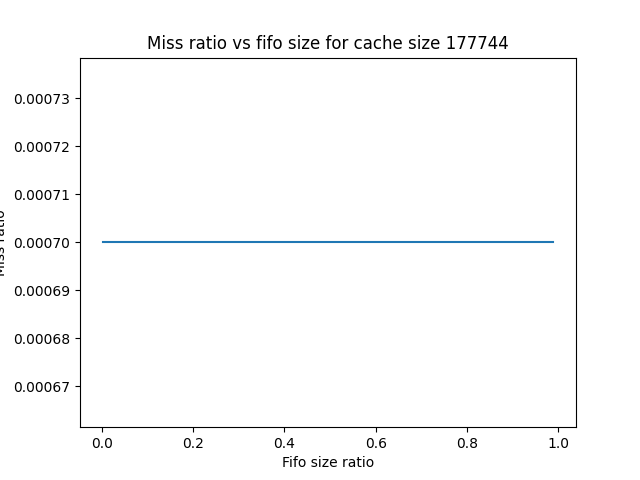 Miss ratio vs fifo size for cache size 177744
0.00073
0.00072
0.00071
0.00070
0.00069
0.00068
0.00067
Miss ratio
0.0 0.2 0.4 0.6 0.8 1.0
Fifo size ratio